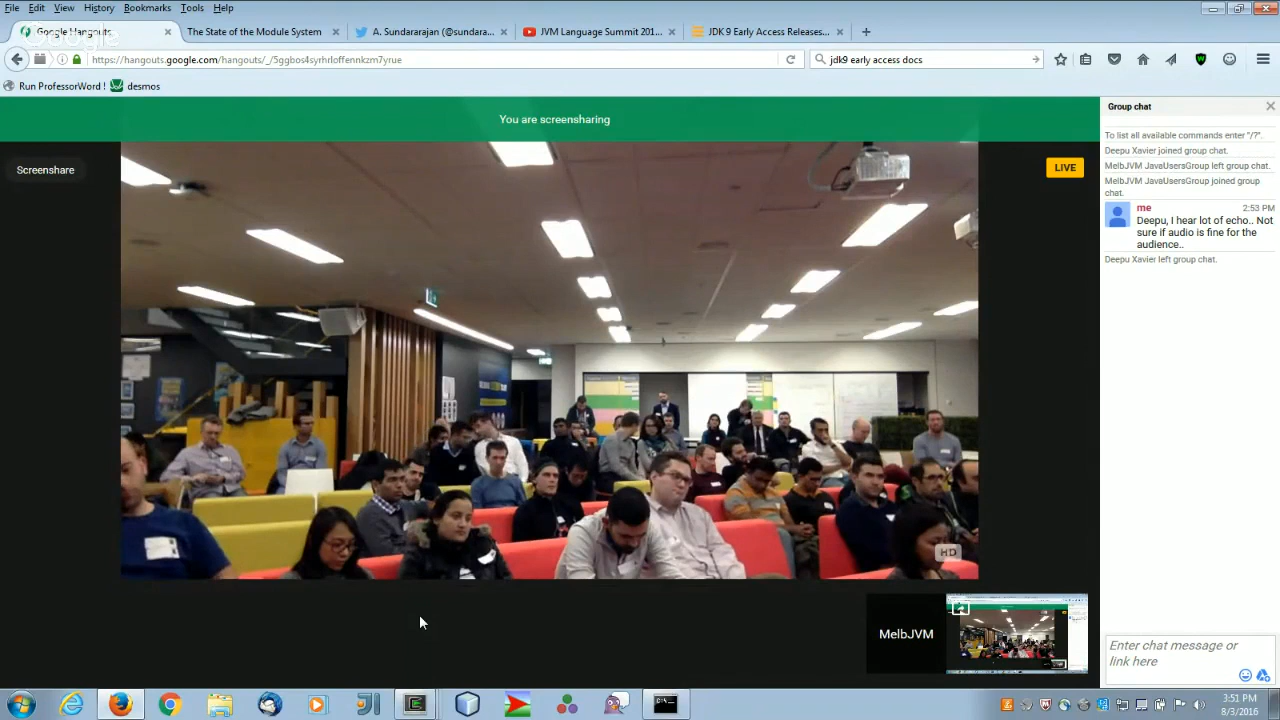 File Edit View History Bookmarks Tools Help
Google Hangouts
The State of the Module System
A. Sundararajan (@sundara...
JVM Language Summit 201...
JDK 9 Early Access Releases...
https://hangouts.google.com/hangouts/_/5ggbos4syrhrloffennkzm7yrue
jdk9 early access docs
Run ProfessorWord !
desmos
You are screensharing
Screenshare
LIVE
HD
MelbJVM
Group chat
To list all available commands enter "/?".
Deepu Xavier joined group chat.
MelbJVM JavaUsersGroup left group chat.
MelbJVM JavaUsersGroup joined group
chat.
me 2:53 PM
Deepu, I hear lot of echo.. Not
sure if audio is fine for the
audience..
Deepu Xavier left group chat.
Enter chat message or
link here
3:51 PM
8/3/2016